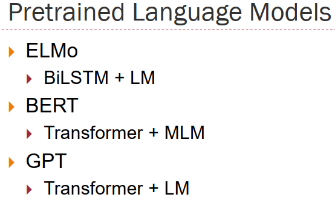 Pretrained Language Models
ELMo
BiLSTM + LM
BERT
Transformer + MLM
GPT
Transformer + LM